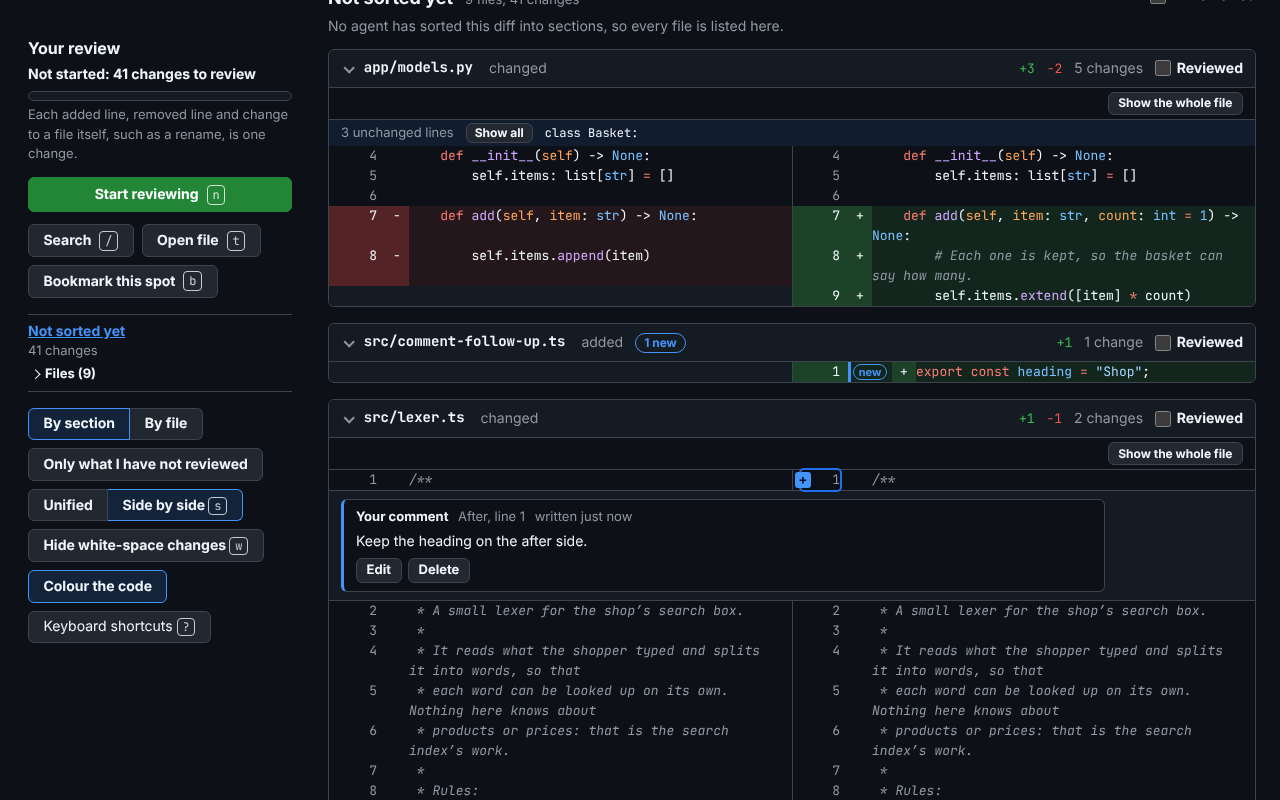 Not sorted yet 9 files, 41 changes
No agent has sorted this diff into sections, so every file is listed here.
Your review
Not started: 41 changes to review
Each added line, removed line and change
to a file itself, such as a rename, is one
change.
Start reviewing n
Search / Open file t
Bookmark this spot b
Not sorted yet
41 changes
Files (9)
By section By file
Only what I have not reviewed
Unified Side by side s
Hide white-space changes w
Colour the code
Keyboard shortcuts ?
app/models.py changed +3 -2 5 changes Reviewed
Show the whole file
3 unchanged lines Show all class Basket:
4 def __init__(self) -> None: 4 def __init__(self) -> None:
5 self.items: list[str] = [] 5 self.items: list[str] = []
6 6
7 - def add(self, item: str) -> None: 7 + def add(self, item: str, count: int = 1) ->
None:
8 - self.items.append(item) 8 + # Each one is kept, so the basket can
say how many.
9 + self.items.extend([item] * count)
src/comment-follow-up.ts added 1 new +1 1 change Reviewed
1 new + export const heading = "Shop";
src/lexer.ts changed +1 -1 2 changes Reviewed
Show the whole file
1 /** + 1 /**
Your comment After, line 1 written just now
Keep the heading on the after side.
Edit Delete
2 * A small lexer for the shop’s search box. 2 * A small lexer for the shop’s search box.
3 * 3 *
4 * It reads what the shopper typed and splits 4 * It reads what the shopper typed and splits
it into words, so that it into words, so that
5 * each word can be looked up on its own. 5 * each word can be looked up on its own.
Nothing here knows about Nothing here knows about
6 * products or prices: that is the search 6 * products or prices: that is the search
index’s work. index’s work.
7 * 7 *
8 * Rules: 8 * Rules: